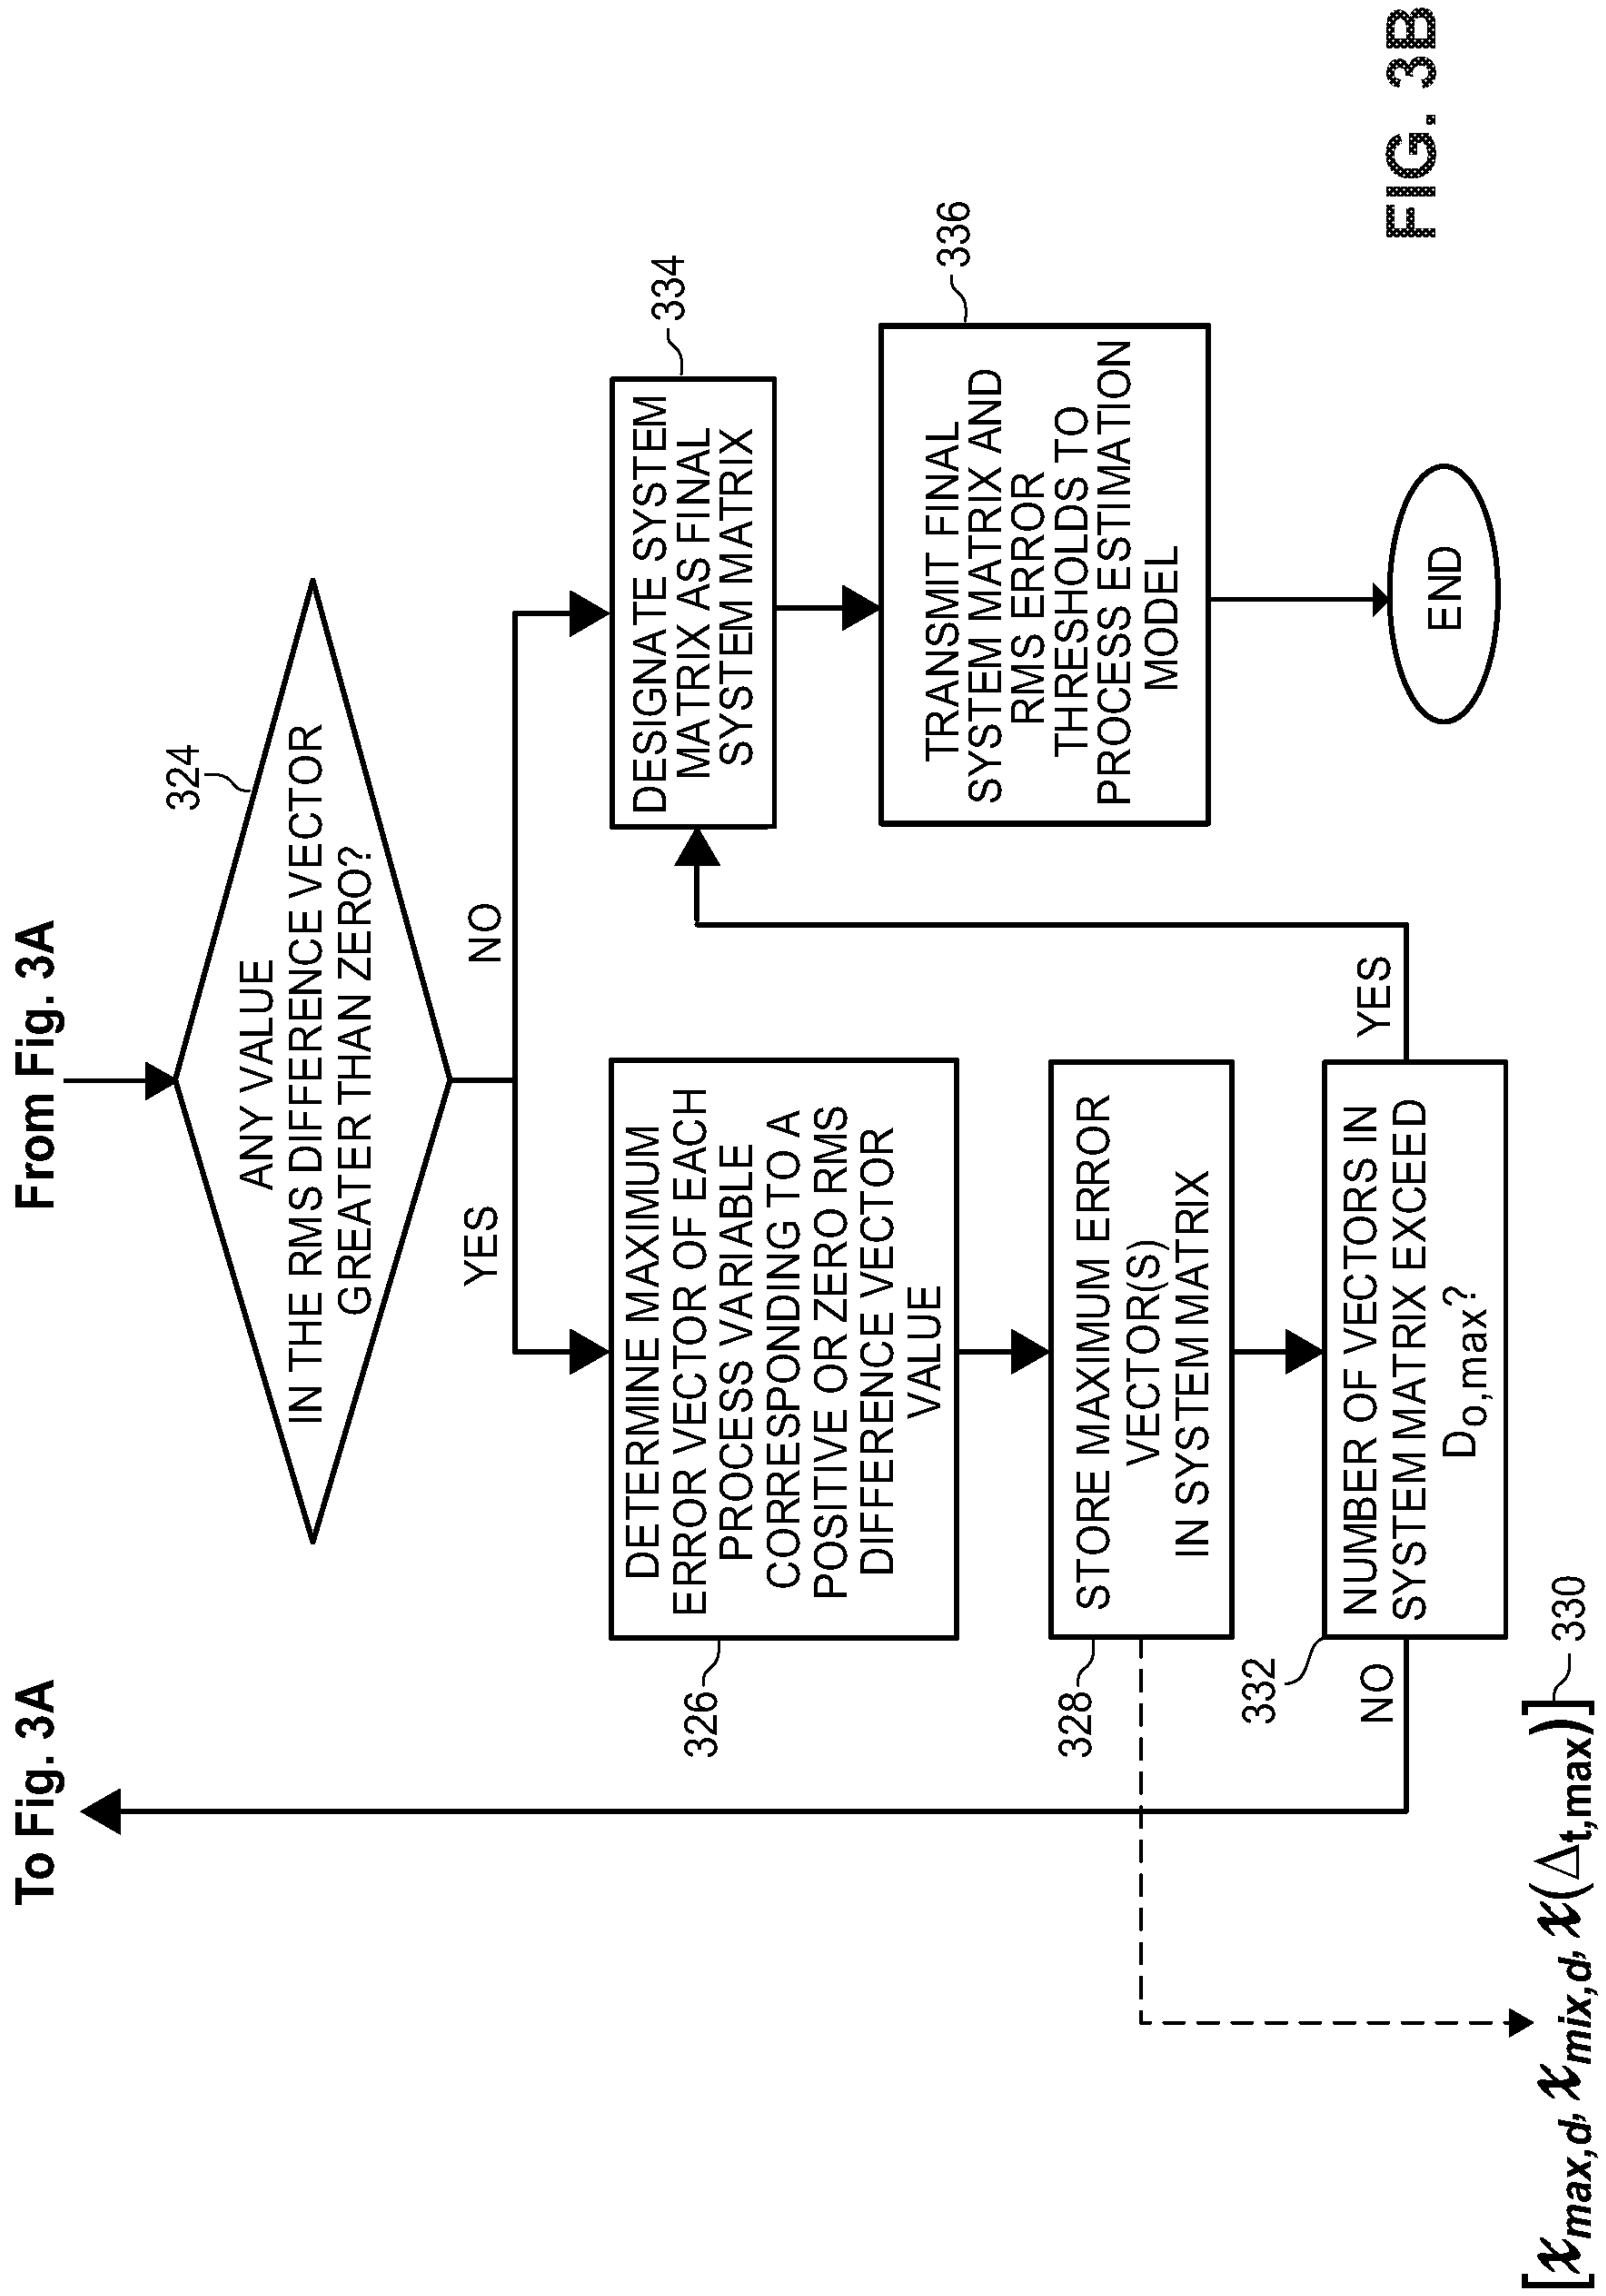 To Fig. 3A
From Fig. 3A
324
ANY VALUE
IN THE RMS DIFFERENCE VECTOR
GREATER THAN ZERO?
YES
NO
326
DETERMINE MAXIMUM
ERROR VECTOR OF EACH
PROCESS VARIABLE
CORRESPONDING TO A
POSITIVE OR ZERO RMS
DIFFERENCE VECTOR
VALUE
328
STORE MAXIMUM ERROR
VECTOR(S)
IN SYSTEM MATRIX
332
NUMBER OF VECTORS IN
SYSTEM MATRIX EXCEED
Do,max?
NO
YES
[xmax,d, xmix,d, x(Δt,max)]
330
334
DESIGNATE SYSTEM
MATRIX AS FINAL
SYSTEM MATRIX
336
TRANSMIT FINAL
SYSTEM MATRIX AND
RMS ERROR
THRESHOLDS TO
PROCESS ESTIMATION
MODEL
END
FIG. 3B